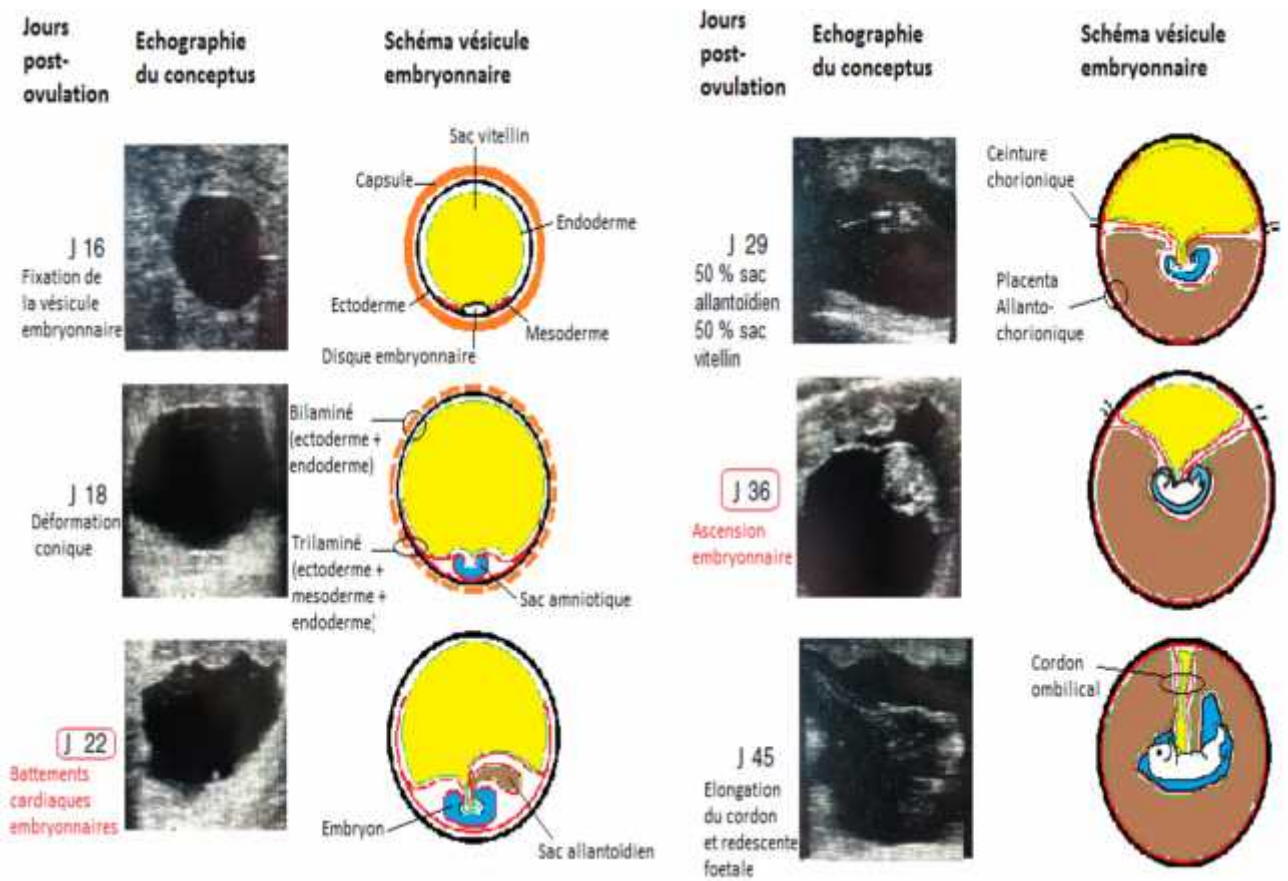 Jours
post-
ovulation
Echographie
du conceptus
Schéma vésicule
embryonnaire
J 16
Fixation de
la vésicule
embryonnaire
Sac vitellin
Capsule
Endoderme
Ectoderme
Mesoderme
Disque embryonnaire
J 18
Déformation
conique
Bilaminé
(ectoderme +
endoderme)
Trilaminé
(ectoderme +
mesoderme +
endoderme)
Sac amniotique
J 22
Battements
cardiaques
embryonnaires
Embryon
Sac allantoïdien
Jours
post-
ovulation
Echographie
du conceptus
Schéma vésicule
embryonnaire
J 29
50 % sac
allantoïdien
50 % sac
vitellin
Ceinture
chorionique
Placenta
Allanto-
chorionique
J 36
Ascension
embryonnaire
J 45
Elongation
du cordon
et redescente
foetale
Cordon
ombilical